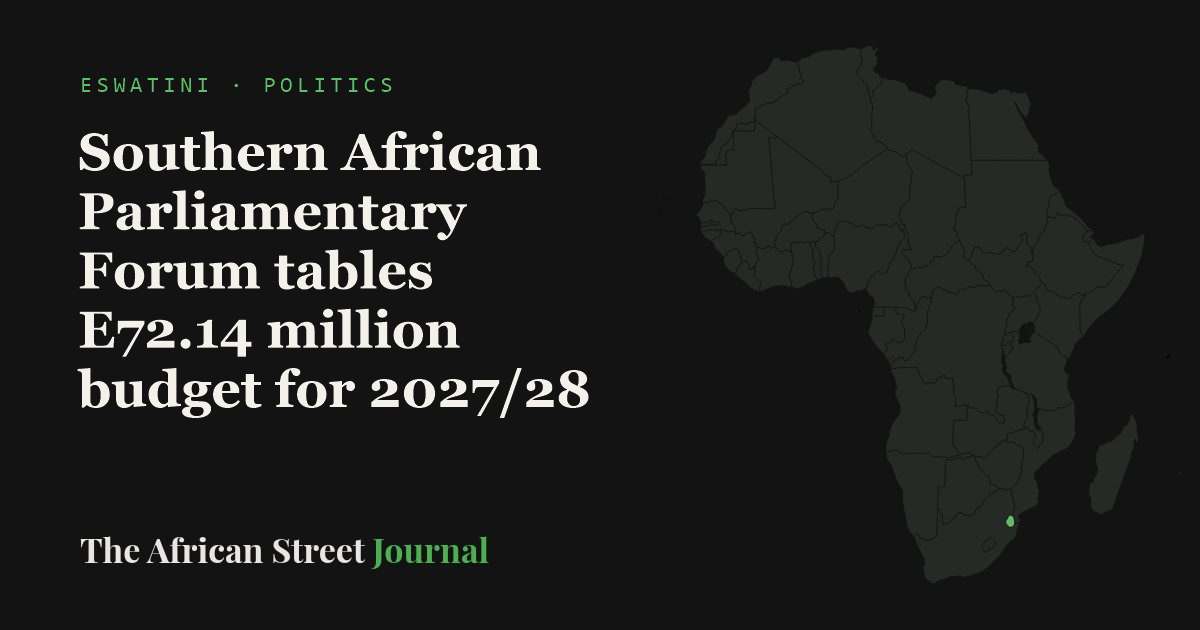 ESWATINI · POLITICS
Southern African
Parliamentary
Forum tables
E72.14 million
budget for 2027/28
The African Street Journal